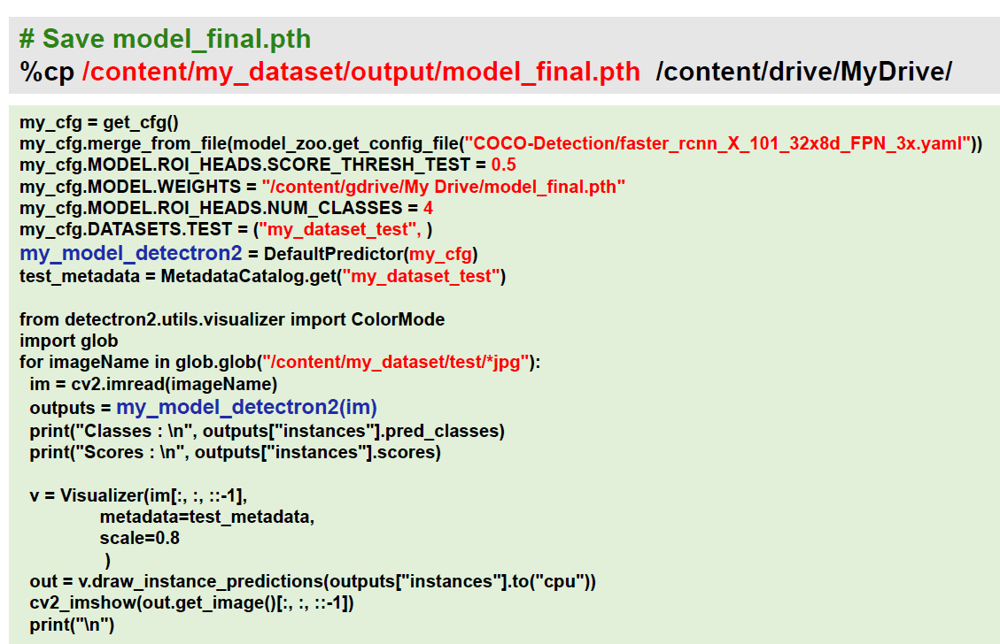 # Save model_final.pth
%cp /content/my_dataset/output/model_final.pth /content/drive/MyDrive/
my_cfg = get_cfg()
my_cfg.merge_from_file(model_zoo.get_config_file("COCO-Detection/faster_rcnn_X_101_32x8d_FPN_3x.yaml"))
my_cfg.MODEL.ROI_HEADS.SCORE_THRESH_TEST = 0.5
my_cfg.MODEL.WEIGHTS = "/content/gdrive/My Drive/model_final.pth"
my_cfg.MODEL.ROI_HEADS.NUM_CLASSES = 4
my_cfg.DATASETS.TEST = ("my_dataset_test", )
my_model_detectron2 = DefaultPredictor(my_cfg)
test_metadata = MetadataCatalog.get("my_dataset_test")
from detectron2.utils.visualizer import ColorMode
import glob
for imageName in glob.glob("/content/my_dataset/test/*jpg"):
  im = cv2.imread(imageName)
  outputs = my_model_detectron2(im)
  print("Classes : \n", outputs["instances"].pred_classes)
  print("Scores : \n", outputs["instances"].scores)
  v = Visualizer(im[:, :, ::-1],
                metadata=test_metadata,
                scale=0.8
                 )
  out = v.draw_instance_predictions(outputs["instances"].to("cpu"))
  cv2_imshow(out.get_image()[:, :, ::-1])
  print("\n")